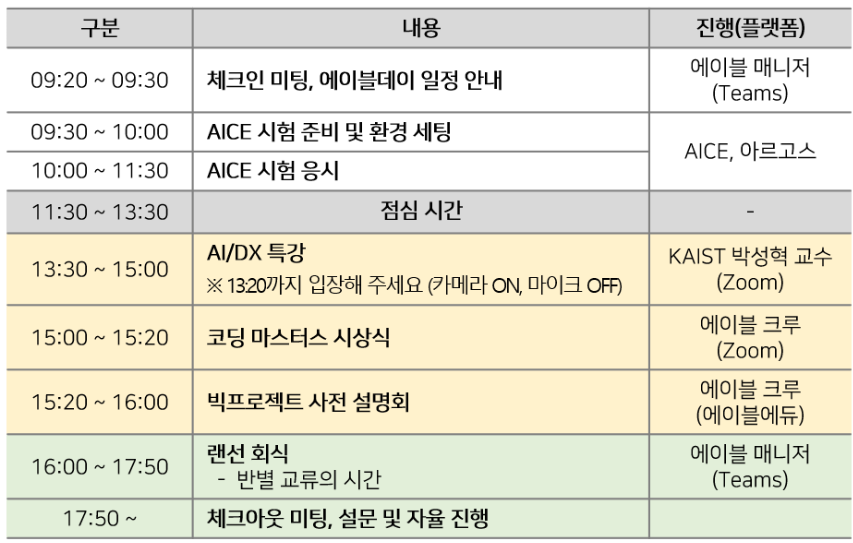 구분 내용 진행(플랫폼)
09:20 ~ 09:30 체크인 미팅, 에이블데이 일정 안내 에이블 매니저
(Teams)
09:30 ~ 10:00 AICE 시험 준비 및 환경 세팅
AICE, 아르고스
10:00 ~ 11:30 AICE 시험 응시
11:30 ~ 13:30 점심 시간 -
13:30 ~ 15:00 AI/DX 특강
※ 13:20까지 입장해 주세요 (카메라 ON, 마이크 OFF)
KAIST 박성혁 교수
(Zoom)
15:00 ~ 15:20 코딩 마스터스 시상식 에이블 크루
(Zoom)
15:20 ~ 16:00 빅프로젝트 사전 설명회 에이블 크루
(에이블에듀)
16:00 ~ 17:50 랜선 회식
- 반별 교류의 시간
에이블 매니저
(Teams)
17:50 ~ 체크아웃 미팅, 설문 및 자율 진행